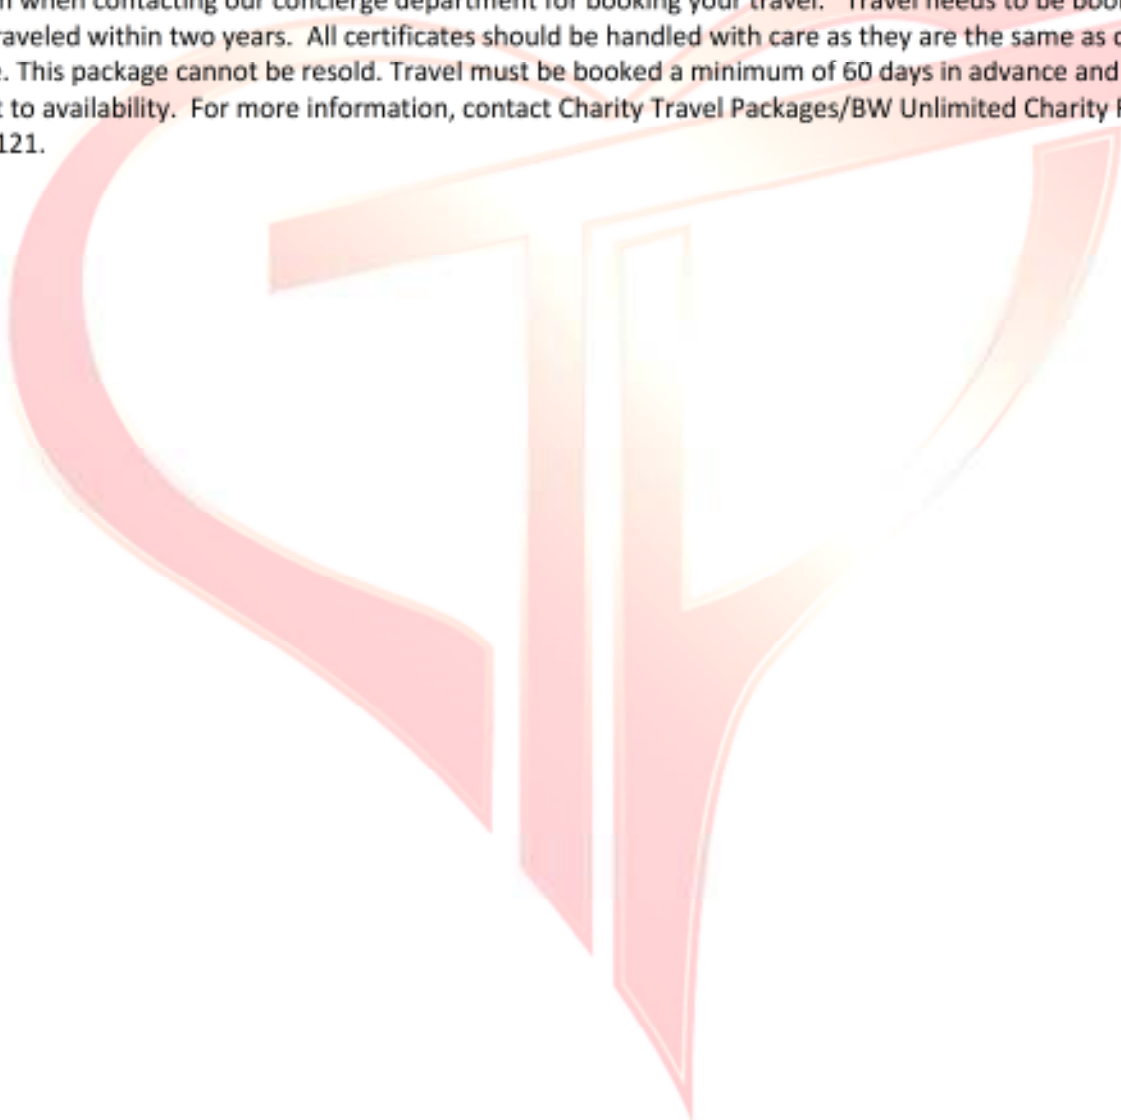 when contacting our concierge department for booking your travel. Travel needs to be
raveled within two years. All certificates should be handled with care as they are the same as
. This package cannot be resold. Travel must be booked a minimum of 60 days in advance and
t to availability. For more information, contact Charity Travel Packages/BW Unlimited Charity
121.